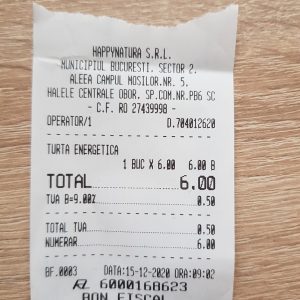 HAPPYNATURA S.R.L.
MUNICIPIUL BUCURESTI, SECTOR 2,
ALEEA CAMPUL MOSILOR,NR. 5,
HALELE CENTRALE OBOR, SP.COM.NR.PB6 SC
- C.F. RO 27439998 -
OPERATOR/1 D.704012620
TURTA ENERGETICA
1 BUC X 6.00 6.00 B
TOTAL 6.00
TVA B=9.00% 0.50
TOTAL TVA 0.50
NUMERAR 6.00
BF.0003 DATA:15-12-2020 ORA:09:02
6000168623
BON FISCAL